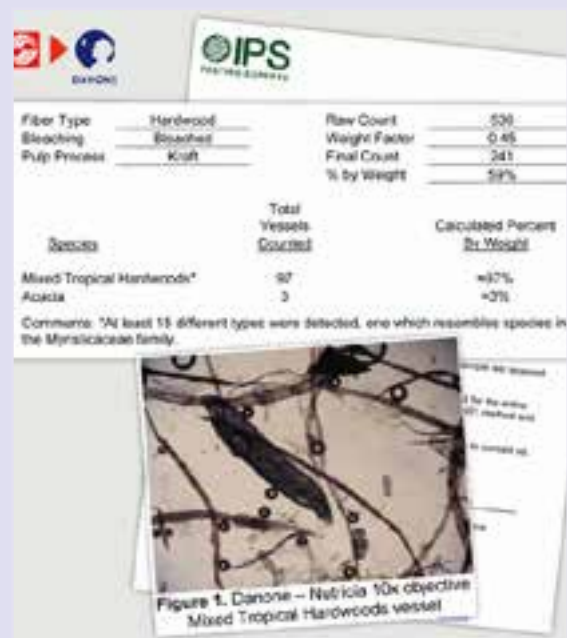 DANONE
IPS
TESTING EXPERTS
Fiber Type Hardwood
Bleaching Bleached
Pulp Process Kraft
Raw Count 536
Weight Factor 0.45
Final Count 241
% by Weight 59%
Species
Total Vessels Counted
Calculated Percent By Weight
Mixed Tropical Hardwoods* 97 ≈97%
Acacia 3 ≈3%
Comments: *At least 15 different types were detected, one which resembles species in
the family.
Figure 1. Danone – Nutricia 10x objective
Mixed Tropical Hardwoods vessel